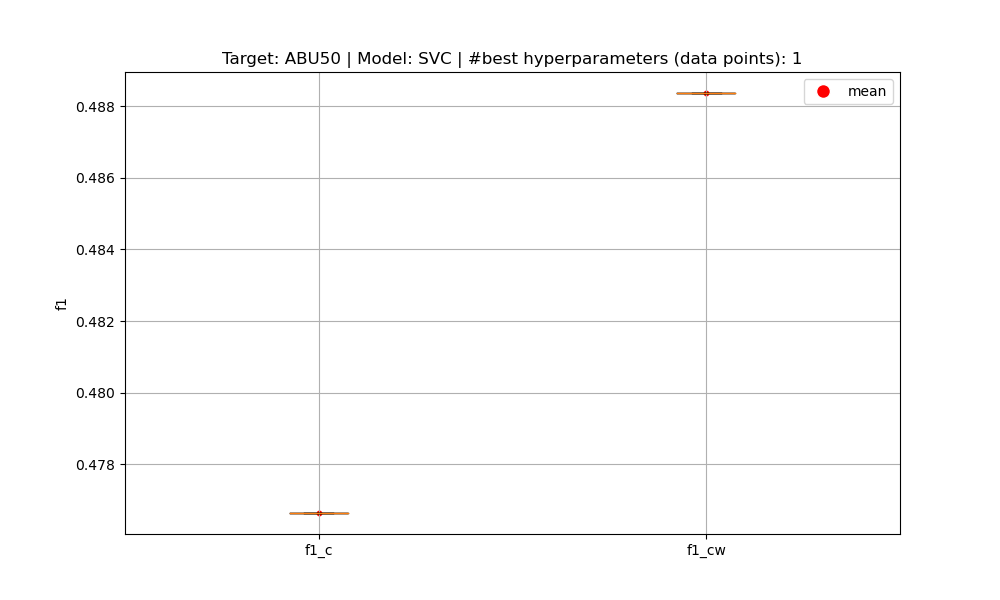 Target: ABU50 | Model: SVC | #best hyperparameters (data points): 1
mean
0.488
0.486
0.484
0.482
0.480
0.478
f1
f1_c
f1_cw